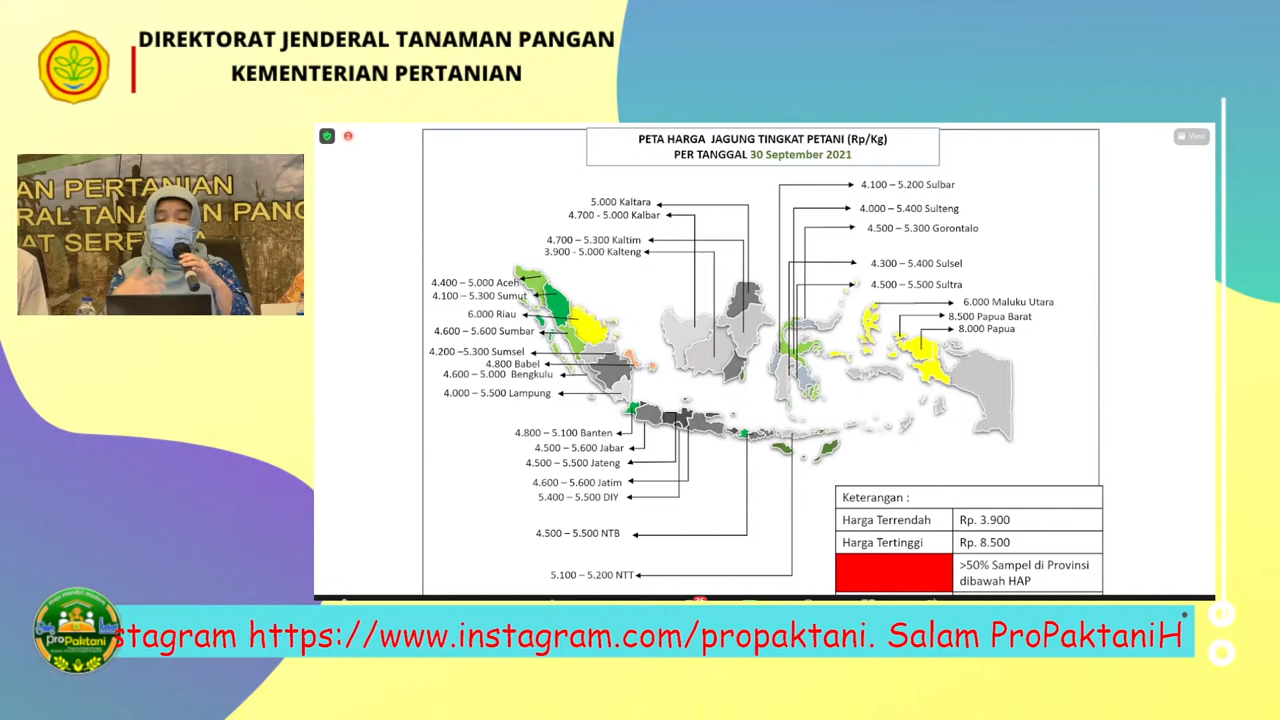 DIREKTORAT JENDERAL TANAMAN PANGAN
KEMENTERIAN PERTANIAN
AN PERTANIAN
RAL TANAMAN PANG
AT SERE
View
PETA HARGA JAGUNG TINGKAT PETANI (Rp/Kg)
PER TANGGAL 30 September 2021
5.000 Kaltara
4.700 - 5.000 Kalbar
4.700 – 5.300 Kaltim
3.900 - 5.000 Kalteng
4.400 – 5.000 Aceh
4.100 - 5.300 Sumut
6.000 Riau
4.600 – 5.600 Sumbar
4.200 –5.300 Sumsel
4.800 Babel
4.600 – 5.000 Bengkulu
4.000 – 5.500 Lampung
4.800 – 5.100 Banten
4.500 – 5.600 Jabar
4.500 – 5.500 Jateng
4.600 – 5.600 Jatim
5.400 – 5.500 DIY
4.500 – 5.500 NTB
5.100 – 5.200 NTT
4.100 – 5.200 Sulbar
4.000 – 5.400 Sulteng
4.500 – 5.300 Gorontalo
4.300 – 5.400 Sulsel
4.500 – 5.500 Sultra
6.000 Maluku Utara
8.500 Papua Barat
8.000 Papua
Keterangan :
Harga Terrendah Rp. 3.900
Harga Tertinggi Rp. 8.500
>50% Sampel di Provinsi
dibawah HAP
proPaktani
stagram https://www.instagram.com/propaktani. Salam ProPaktaniH